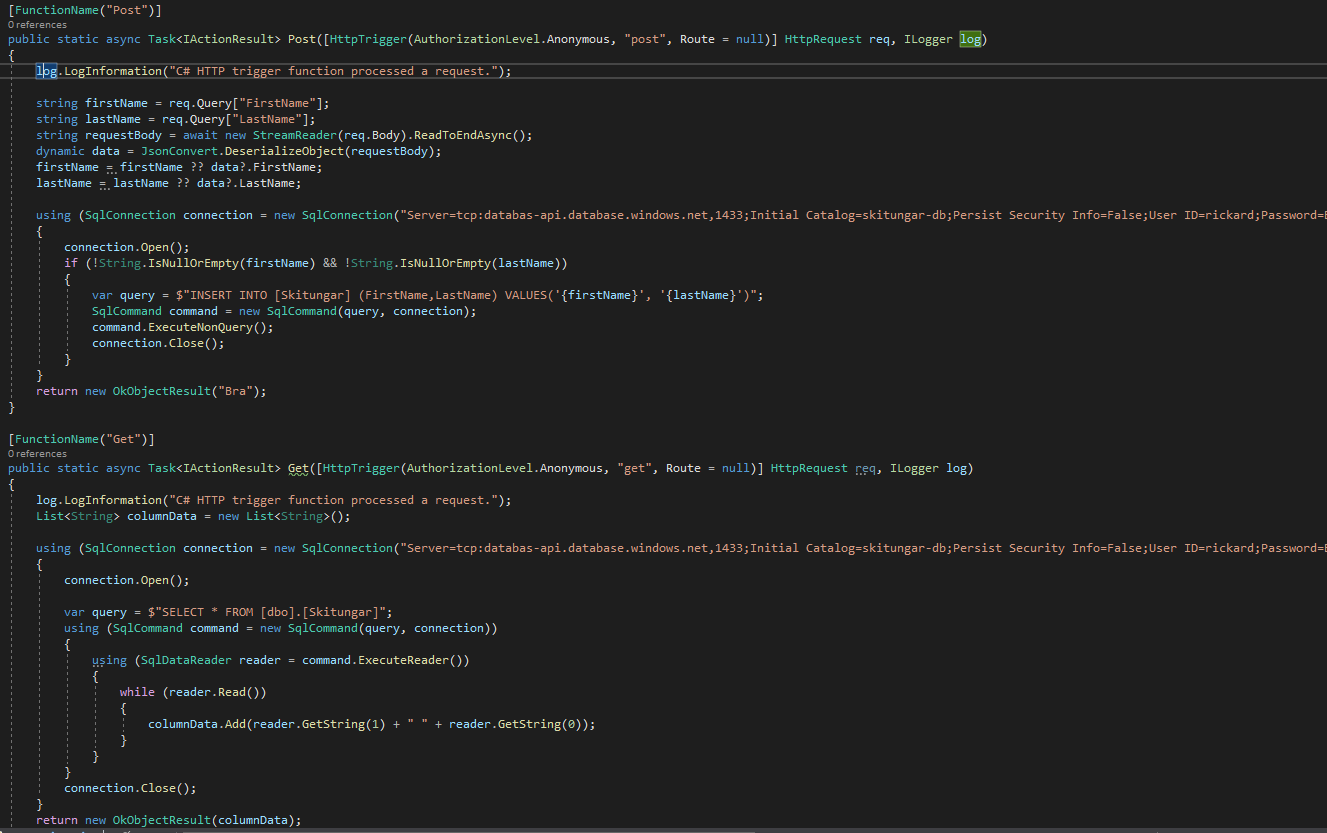 [FunctionName("Post")]
0 references
public static async Task<IActionResult> Post([HttpTrigger(AuthorizationLevel.Anonymous, "post", Route = null)] HttpRequest req, ILogger log)
{
log.LogInformation("C# HTTP trigger function processed a request.");
string firstName = req.Query["FirstName"];
string lastName = req.Query["LastName"];
string requestBody = await new StreamReader(req.Body).ReadToEndAsync();
dynamic data = JsonConvert.DeserializeObject(requestBody);
firstName = firstName ?? data?.FirstName;
lastName = lastName ?? data?.LastName;
using (SqlConnection connection = new SqlConnection("Server=tcp:databas-api.database.windows.net,1433;Initial Catalog=skitungar-db;Persist Security Info=False;User ID=rickard;Password=
{
connection.Open();
if (!String.IsNullOrEmpty(firstName) && !String.IsNullOrEmpty(lastName))
{
var query = $"INSERT INTO [Skitungar] (FirstName,LastName) VALUES('{firstName}', '{lastName}')";
SqlCommand command = new SqlCommand(query, connection);
command.ExecuteNonQuery();
connection.Close();
}
}
return new OkObjectResult("Bra");
}
[FunctionName("Get")]
0 references
public static async Task<IActionResult> Get([HttpTrigger(AuthorizationLevel.Anonymous, "get", Route = null)] HttpRequest req, ILogger log)
{
log.LogInformation("C# HTTP trigger function processed a request.");
List<String> columnData = new List<String>();
using (SqlConnection connection = new SqlConnection("Server=tcp:databas-api.database.windows.net,1433;Initial Catalog=skitungar-db;Persist Security Info=False;User ID=rickard;Password=
{
connection.Open();
var query = $"SELECT * FROM [dbo].[Skitungar]";
using (SqlCommand command = new SqlCommand(query, connection))
{
using (SqlDataReader reader = command.ExecuteReader())
{
while (reader.Read())
{
columnData.Add(reader.GetString(1) + " " + reader.GetString(0));
}
}
}
connection.Close();
}
return new OkObjectResult(columnData);